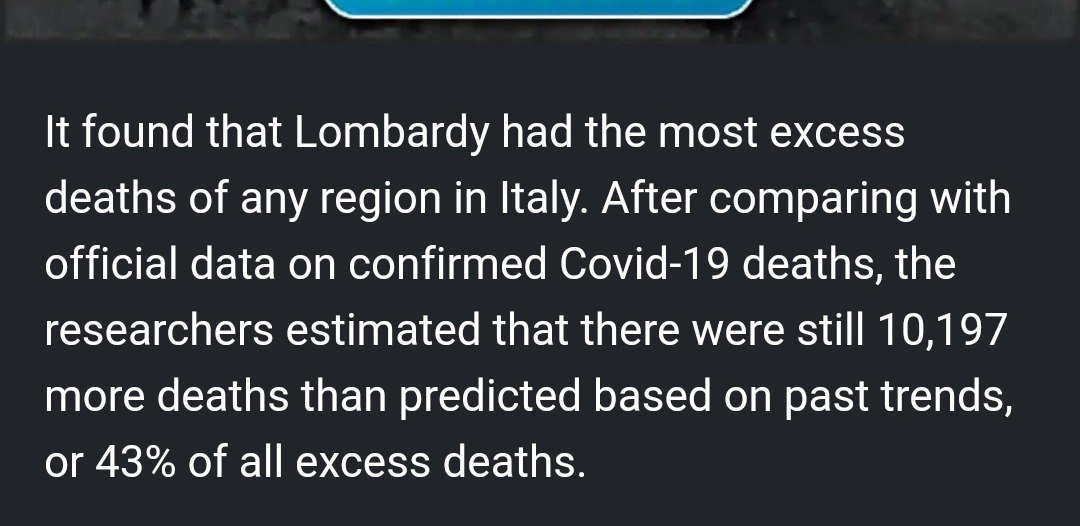 It found that Lombardy had the most excess
deaths of any region in Italy. After comparing with
official data on confirmed Covid-19 deaths, the
researchers estimated that there were still 10,197
more deaths than predicted based on past trends,
or 43% of all excess deaths.